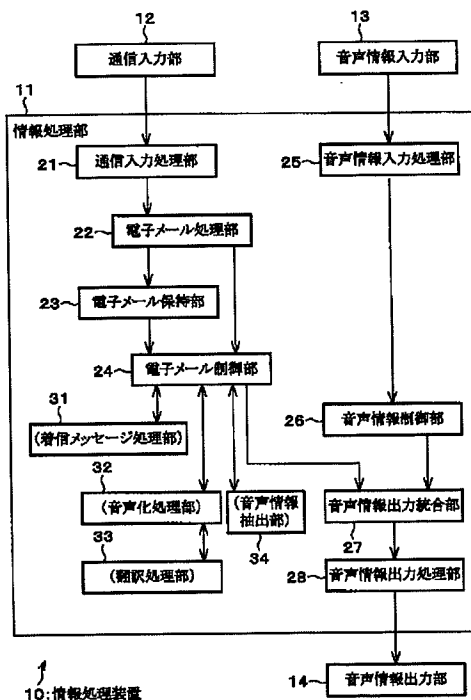 12
通信入力部
13
音声情報入力部
11
情報処理部
21
通信入力処理部
25
音声情報入力処理部
22
電子メール処理部
23
電子メール保持部
24
電子メール制御部
31
(着信メッセージ処理部)
26
音声情報制御部
32
(音声化処理部)
(音声情報
抽出部)
34
音声情報出力統合部
27
33
(翻訳処理部)
28
音声情報出力処理部
14
音声情報出力部
10:情報処理装置